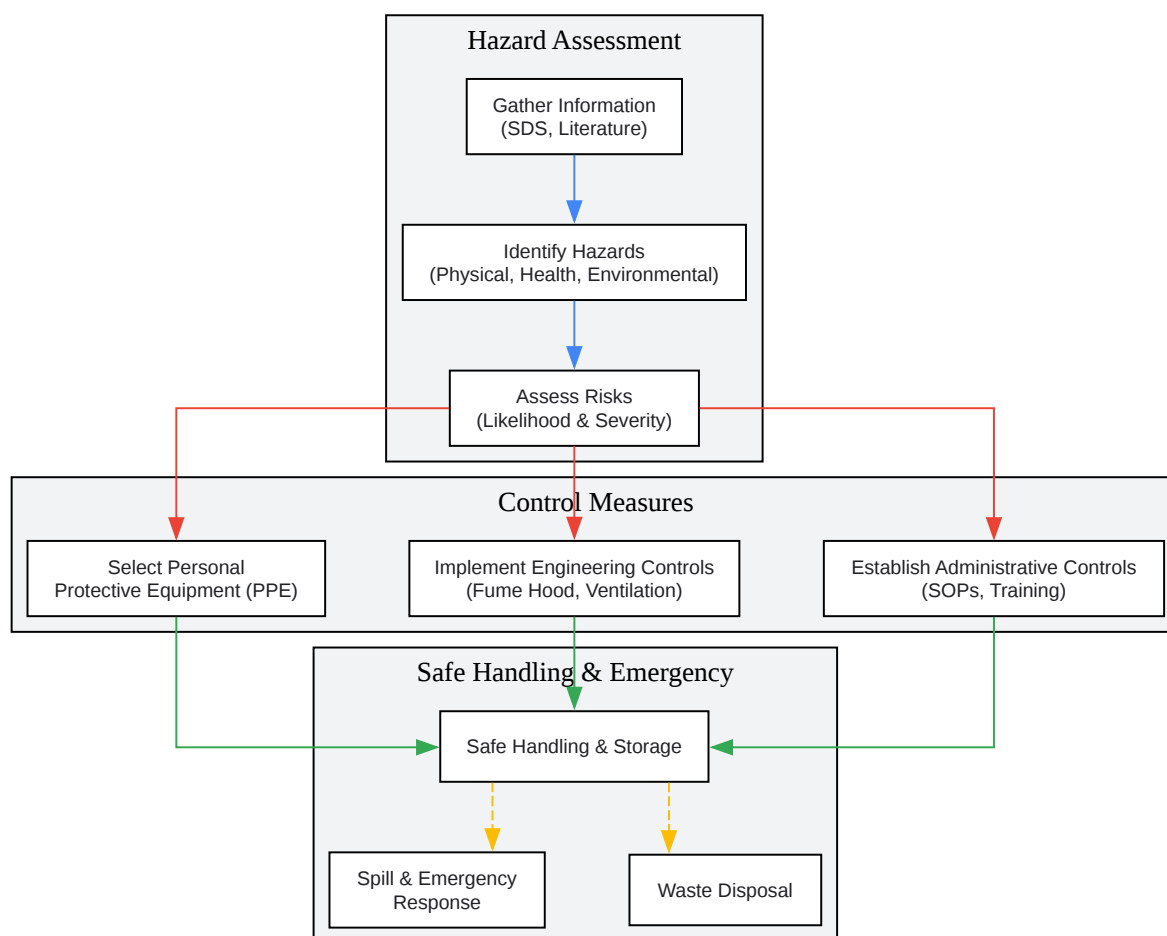 Hazard Assessment
Gather Information
(SDS, Literature)
Identify Hazards
(Physical, Health, Environmental)
Assess Risks
(Likelihood & Severity)
Control Measures
Select Personal
Protective Equipment (PPE)
Implement Engineering Controls
(Fume Hood, Ventilation)
Establish Administrative Controls
(SOPs, Training)
Safe Handling & Emergency
Safe Handling & Storage
Spill & Emergency
Response
Waste Disposal